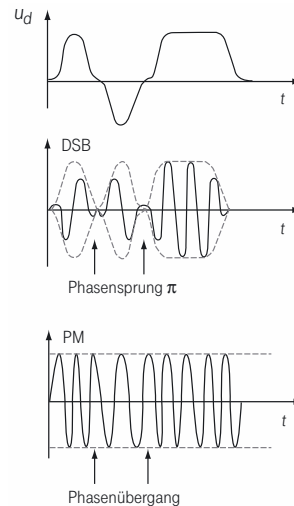 u_d
t
DSB
t
Phasensprung π
PM
t
Phasenübergang